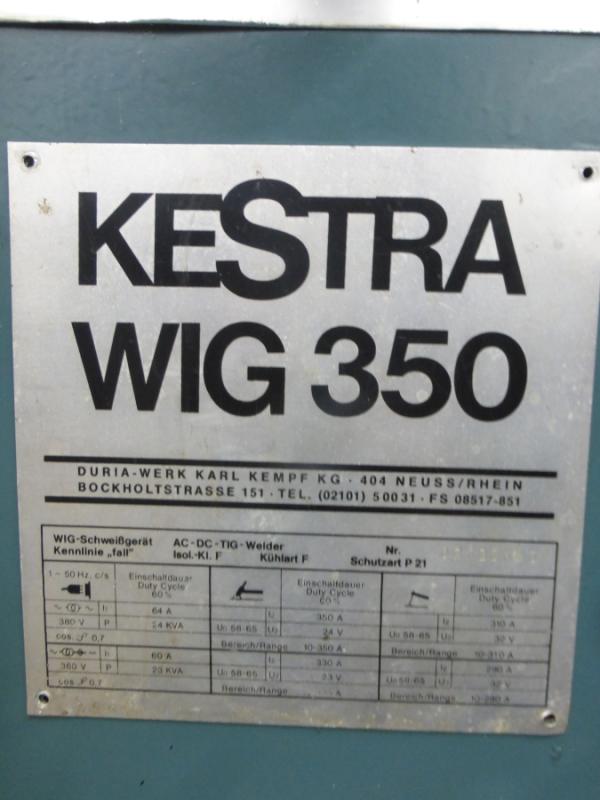 KESTRA
WIG 350
DURIA-WERK KARL KEMPF KG · 404 NEUSS/RHEIN
BOCKHOLTSTRASSE 151 · TEL. (02101) 50031 · FS 08517-851
WIG-Schweißgerät AC-DC-TIG-Welder Nr.
Kennlinie „fall" Isol.-Kl. F Kühlart F Schutzart P 21
1~50 Hz, c/s Einschaltdauer Einschaltdauer Einschaltdauer
Duty Cycle Duty Cycle Duty Cycle
60% 60% 60%
I₁ 64 A I₂ 350 A I₂ 310 A
380 V P 24 KVA U₀ 58-65 U₂ 24 V U₀ 58-65 U₂ 32 V
cos. φ 0,7 Bereich/Range 10-350 A Bereich/Range 10-310 A
I₁ 60 A I₂ 330 A I₂ 290 A
380 V P 23 KVA U₀ 58-65 U₂ 23 V U₀ 58-65 U₂ 32 V
cos φ 0,7 Bereich/Range A Bereich/Range 10-290 A